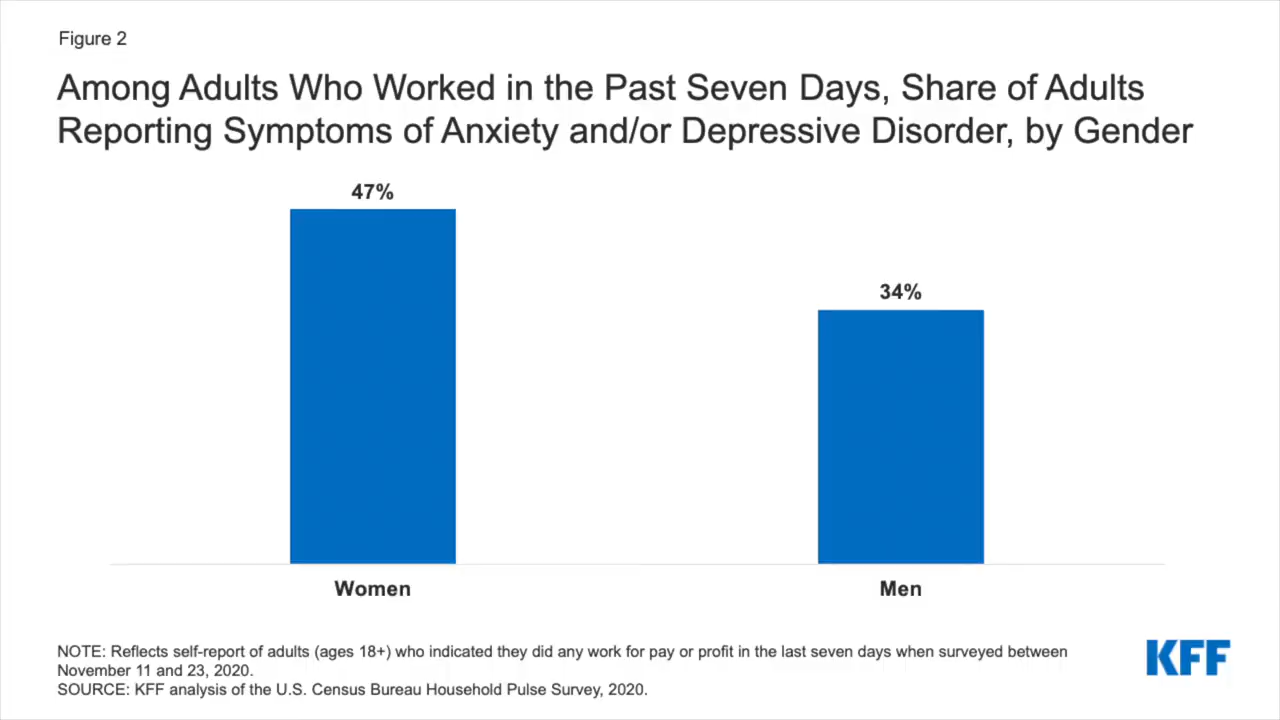 Figure 2
Among Adults Who Worked in the Past Seven Days, Share of Adults
Reporting Symptoms of Anxiety and/or Depressive Disorder, by Gender
47%
34%
Women
Men
NOTE: Reflects self-report of adults (ages 18+) who indicated they did any work for pay or profit in the last seven days when surveyed between
November 11 and 23, 2020.
SOURCE: KFF analysis of the U.S. Census Bureau Household Pulse Survey, 2020.
KFF